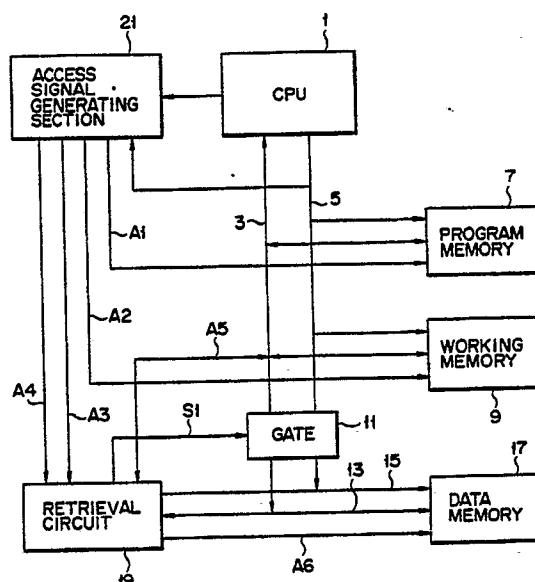 21
1
ACCESS
SIGNAL
GENERATING
SECTION
CPU
5
3
7
A1
PROGRAM
MEMORY
A2
A5
WORKING
MEMORY
A4
A3
9
S1
GATE
11
13
15
17
RETRIEVAL
CIRCUIT
DATA
MEMORY
19
A6